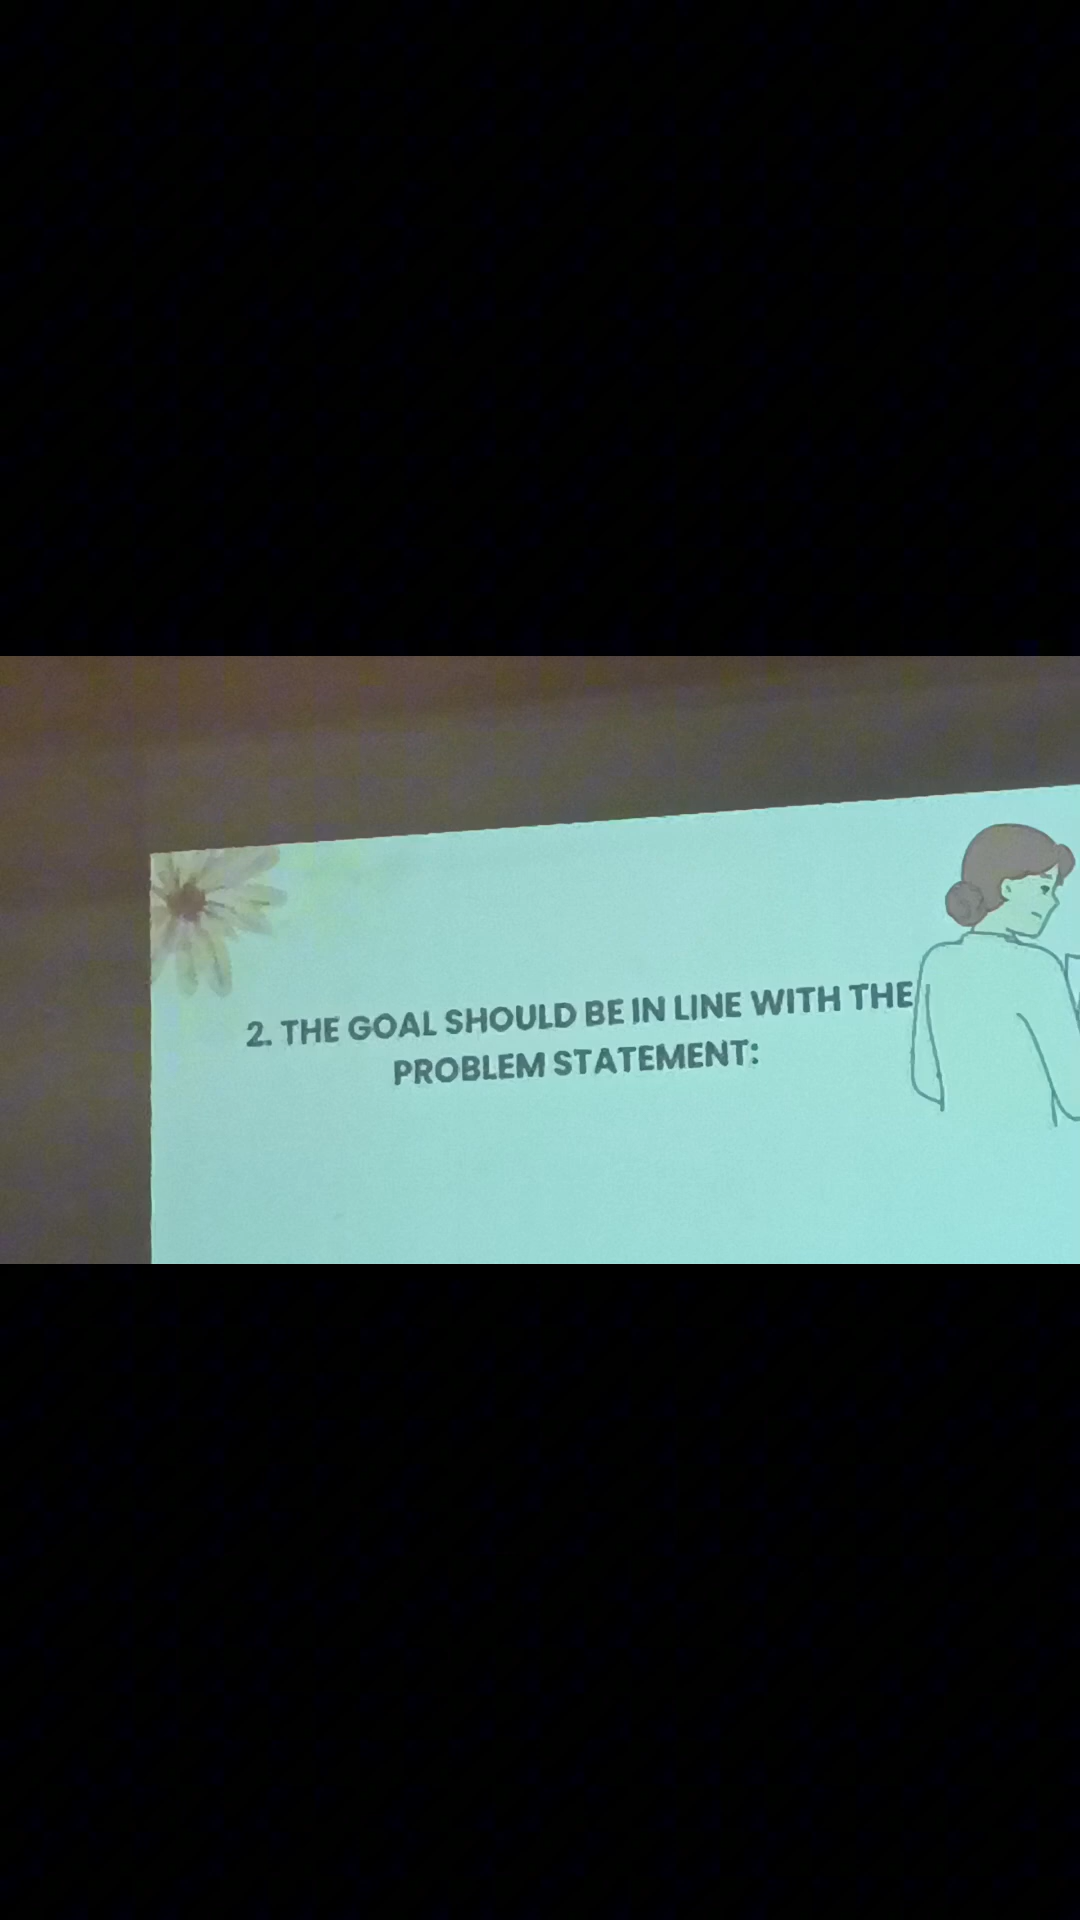 2. THE GOAL SHOULD BE IN LINE WITH THE
PROBLEM STATEMENT: